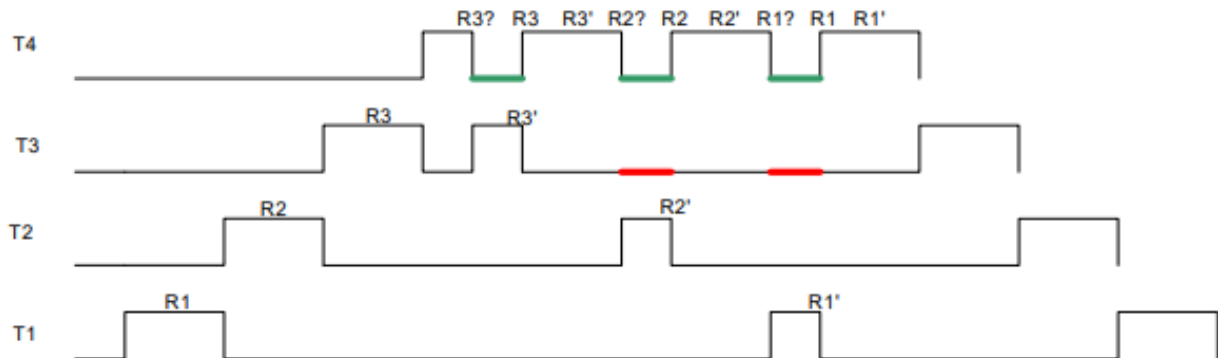 R3? R3 R3' R2? R2 R2' R1? R1 R1'
T4
R3 R3'
T3
R2 R2'
T2
R1 R1'
T1